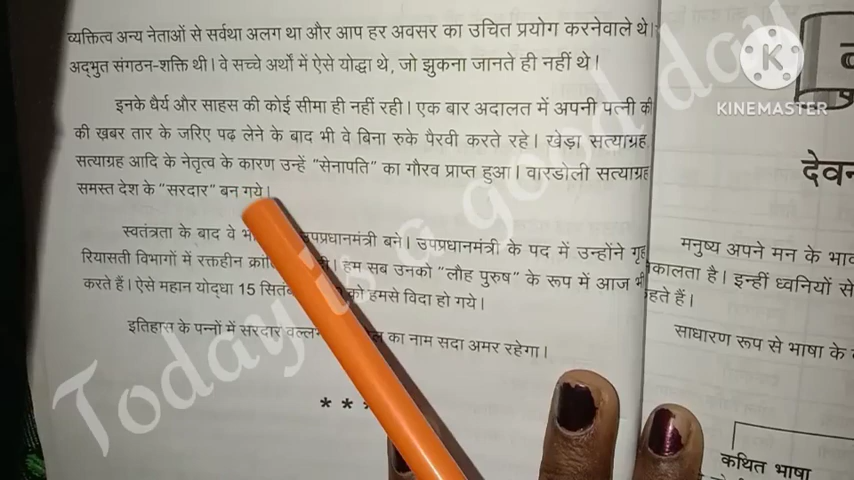 व्यक्तित्व अन्य नेताओं से सर्वथा अलग था और आप हर अवसर का उचित प्रयोग करनेवाले थे।
अद्भुत संगठन-शक्ति थी। वे सच्चे अर्थों में ऐसे योद्धा थे, जो झुकना जानते ही नहीं थे।
इनके धैर्य और साहस की कोई सीमा ही नहीं रही। एक बार अदालत में अपनी पत्नी की
की ख़बर तार के जरिए पढ़ लेने के बाद भी वे बिना रुके पैरवी करते रहे। खेड़ा सत्याग्रह
सत्याग्रह आदि के नेतृत्व के कारण उन्हें "सेनापति" का गौरव प्राप्त हुआ। वारडोली सत्याग्रह
समस्त देश के "सरदार" बन गये।
स्वतंत्रता के बाद वे उपप्रधानमंत्री बने। उपप्रधानमंत्री के पद में उन्होंने गृह
रियासती विभागों में रक्तहीन हम सब उनको "लौह पुरुष" के रूप में आज भी
करते हैं। ऐसे महान योद्धा 15 को हमसे विदा हो गये।
इतिहास के पन्नों में सरदार का नाम सदा अमर रहेगा।
* * *
KINEMASTER
मनुष्य अपने मन के
है। इन्हीं ध्वनियों से
हैं।
साधारण रूप से भाषा के
कथित भाषा
Today is a good day